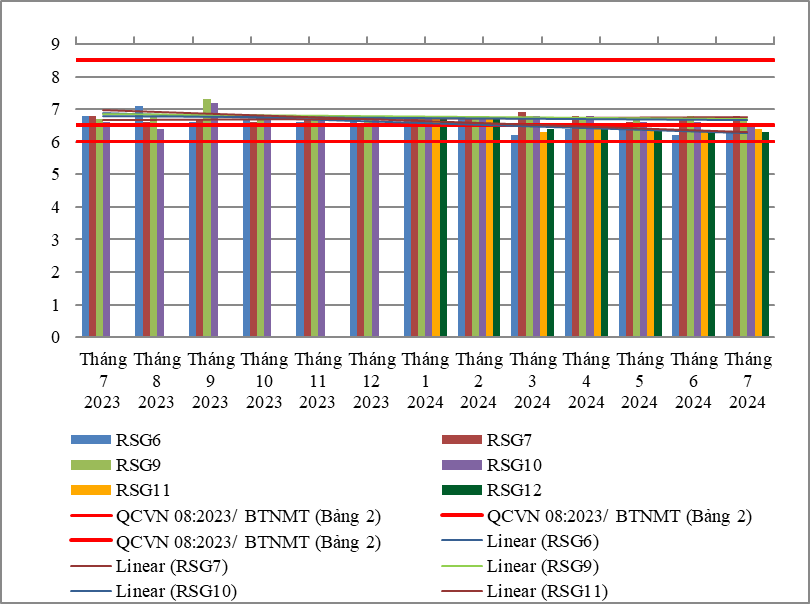 9
8
7
6
5
4
3
2
1
0
Tháng Tháng Tháng Tháng Tháng Tháng Tháng Tháng Tháng Tháng Tháng Tháng Tháng
7 8 9 10 11 12 1 2 3 4 5 6 7
2023 2023 2023 2023 2023 2023 2024 2024 2024 2024 2024 2024 2024
RSG6 RSG7
RSG9 RSG10
RSG11 RSG12
QCVN 08:2023/ BTNMT (Bảng 2) QCVN 08:2023/ BTNMT (Bảng 2)
QCVN 08:2023/ BTNMT (Bảng 2) Linear (RSG6)
Linear (RSG7) Linear (RSG9)
Linear (RSG10) Linear (RSG11)